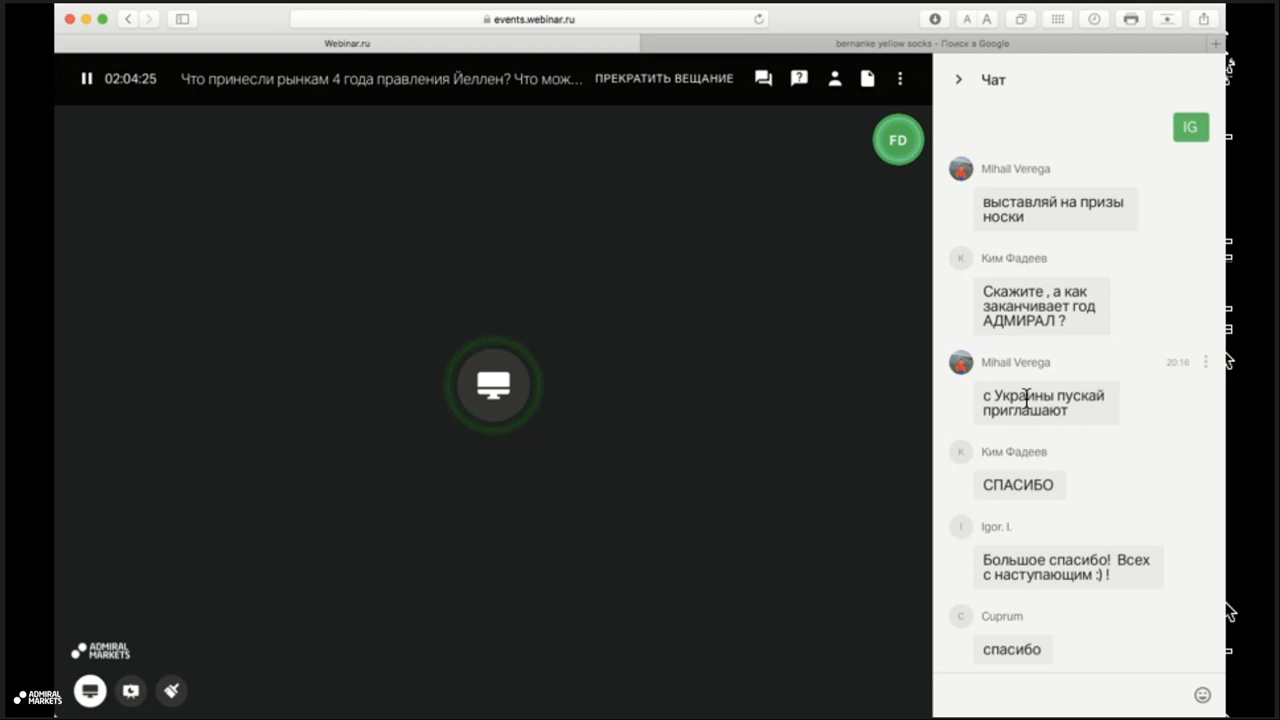 events.webinar.ru
A A
Webinar.ru
bernanke yellow socks - Поиск в Google
02:04:25 Что принесли рынкам 4 года правления Йеллен? Что мож... ПРЕКРАТИТЬ ВЕЩАНИЕ
Чат
FD
IG
Mihail Verega
выставляй на призы
носки
К Ким Фадеев
Скажите , а как
заканчивает год
АДМИРАЛ ?
Mihail Verega 20:16
с Украины пускай
приглашают
К Ким Фадеев
СПАСИБО
I Igor. I.
Большое спасибо! Всех
с наступающим :) !
C Cuprum
спасибо
ADMIRAL
MARKETS
ADMIRAL
MARKETS